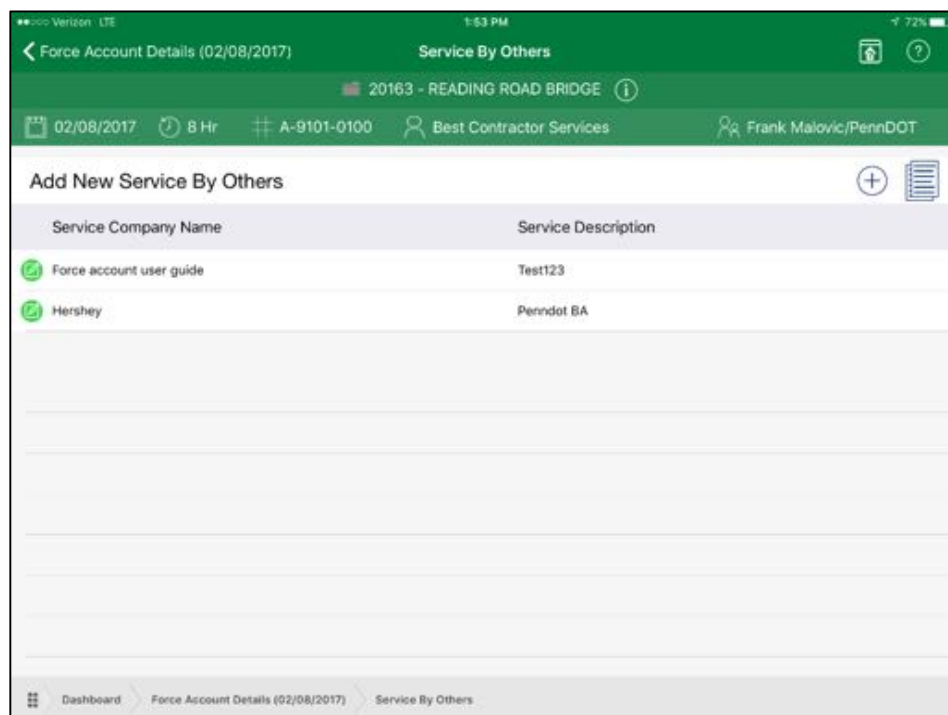 Verizon LTE 1:53 PM 72%
Force Account Details (02/08/2017) Service By Others ?
20163 - READING ROAD BRIDGE i
02/08/2017 8 Hr A-9101-0100 Best Contractor Services Frank Malovic/PennDOT
Add New Service By Others
Service Company Name Service Description
Force account user guide Test123
Hershey Penndot BA
Dashboard Force Account Details (02/08/2017) Service By Others